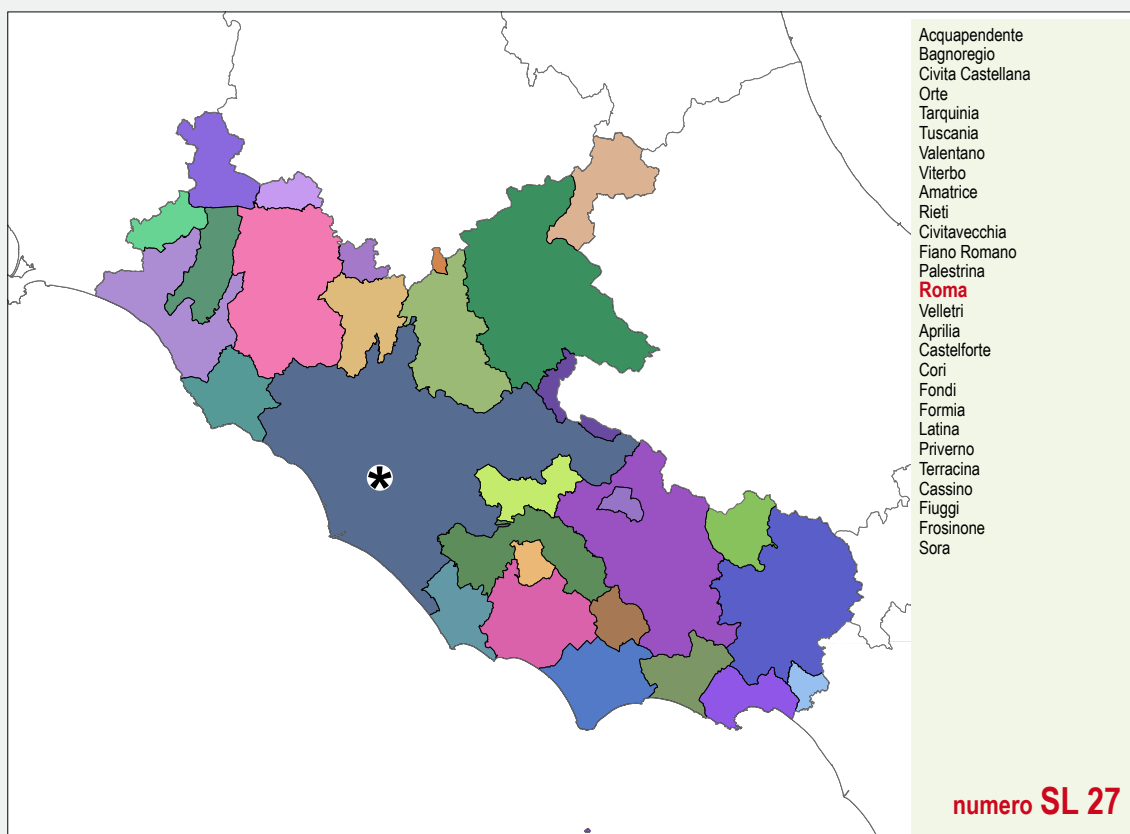 Acquapendente
Bagnoregio
Civita Castellana
Orte
Tarquinia
Tuscania
Valentano
Viterbo
Amatrice
Rieti
Civitavecchia
Fiano Romano
Palestrina
Roma
Velletri
Aprilia
Castelforte
Cori
Fondi
Formia
Latina
Priverno
Terracina
Cassino
Fiuggi
Frosinone
Sora
numero SL 27